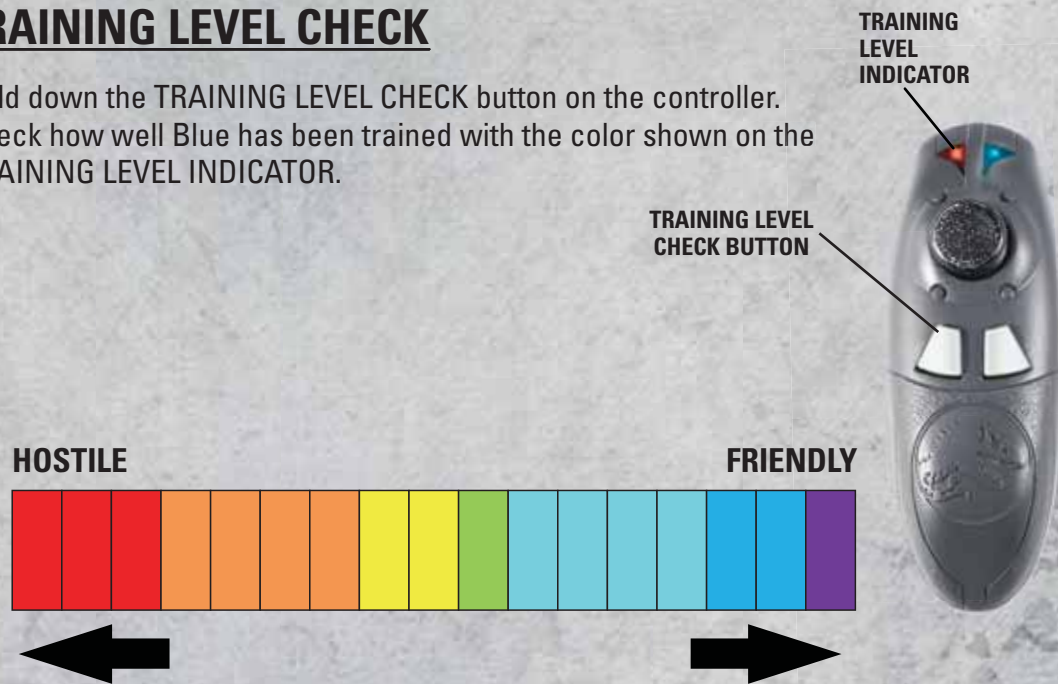 RAINING LEVEL CHECK
ld down the TRAINING LEVEL CHECK button on the controller.
eck how well Blue has been trained with the color shown on the
AINING LEVEL INDICATOR.
TRAINING
LEVEL
INDICATOR
TRAINING LEVEL
CHECK BUTTON
HOSTILE
FRIENDLY